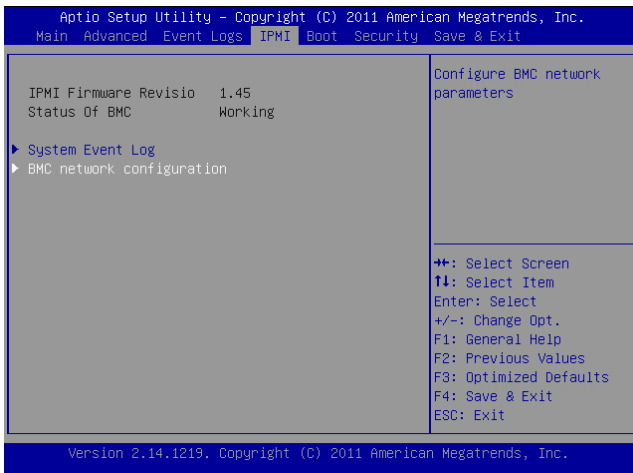 Aptio Setup Utility – Copyright (C) 2011 American Megatrends, Inc.
Main Advanced Event Logs IPMI Boot Security Save & Exit
IPMI Firmware Revisio 1.45
Status Of BMC Working
System Event Log
BMC network configuration
Configure BMC network
parameters
→←: Select Screen
↑↓: Select Item
Enter: Select
+/-: Change Opt.
F1: General Help
F2: Previous Values
F3: Optimized Defaults
F4: Save & Exit
ESC: Exit
Version 2.14.1219. Copyright (C) 2011 American Megatrends, Inc.